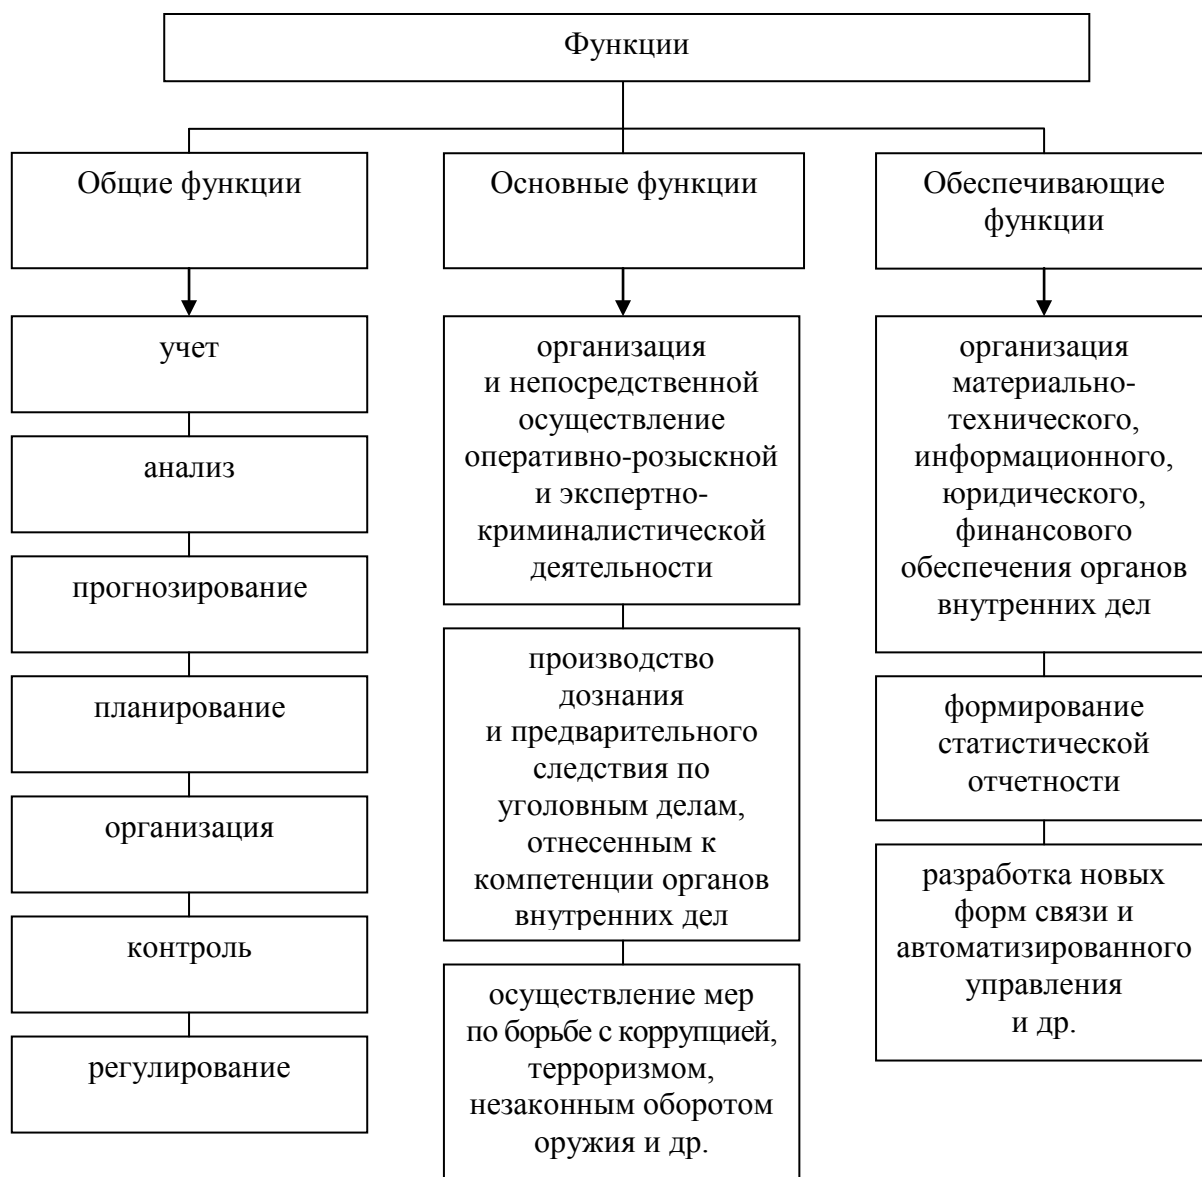 Функции
Общие функции
учет
анализ
прогнозирование
планирование
организация
контроль
регулирование
Основные функции
организация
и непосредственной
осуществление
оперативно-розыскной
и экспертно-
криминалистической
деятельности
производство
дознания
и предварительного
следствия по
уголовным делам,
отнесенным к
компетенции органов
внутренних дел
осуществление мер
по борьбе с коррупцией,
терроризмом,
незаконным оборотом
оружия и др.
Обеспечивающие
функции
организация
материально-
технического,
информационного,
юридического,
финансового
обеспечения органов
внутренних дел
формирование
статистической
отчетности
разработка новых
форм связи и
автоматизированного
управления
и др.